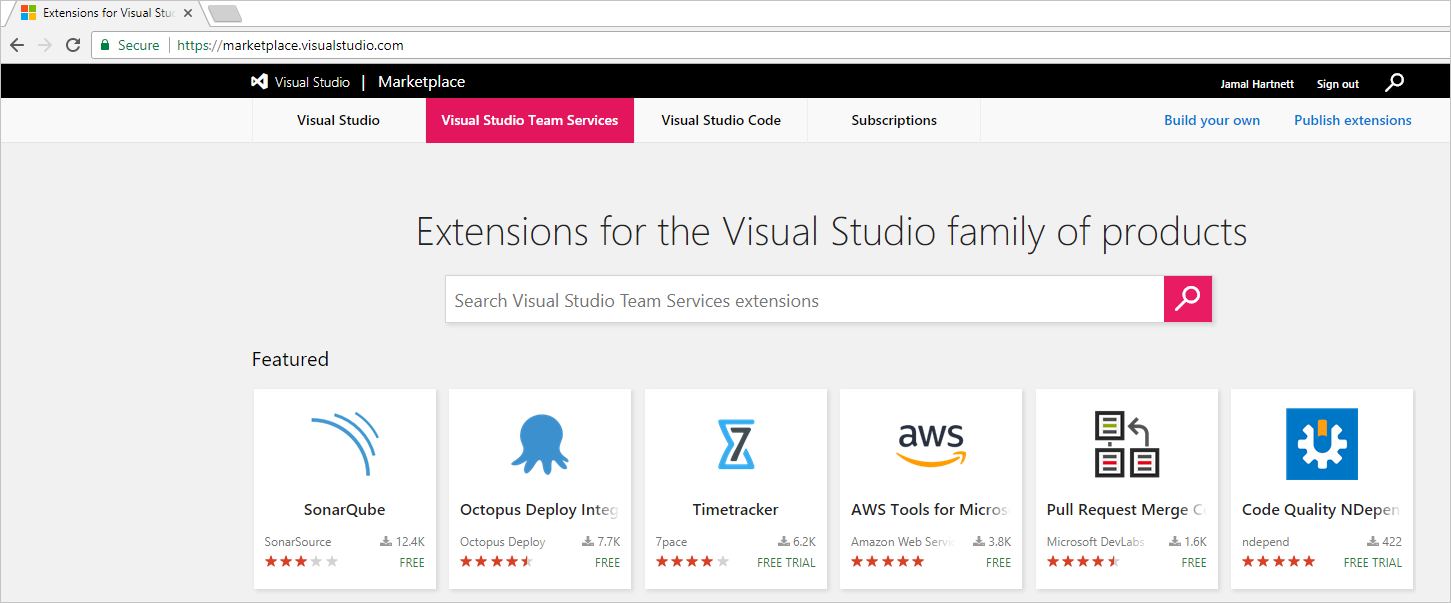 Extensions for Visual Stu
Secure https://marketplace.visualstudio.com
Visual Studio | Marketplace
Jamal Hartnett Sign out
Visual Studio Visual Studio Team Services Visual Studio Code Subscriptions Build your own Publish extensions
Extensions for the Visual Studio family of products
Search Visual Studio Team Services extensions
Featured
7 aws
SonarQube Octopus Deploy Integ Timetracker AWS Tools for Micros Pull Request Merge C Code Quality NDepen
SonarSource 12.4K Octopus Deploy 7.7K 7pace 6.2K Amazon Web Servic 3.8K Microsoft DevLabs 1.6K ndepend 422
FREE FREE FREE TRIAL FREE FREE FREE TRIAL